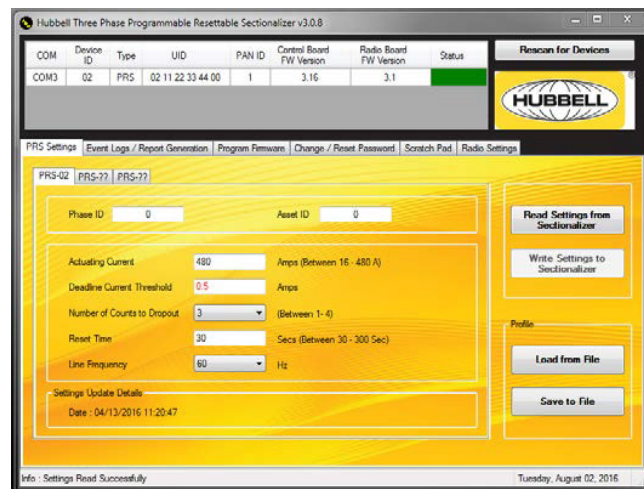 Hubbell Three Phase Programmable Resettable Sectionalizer v3.0.8
COM Device ID Type UID PAN ID Control Board FW Version Radio Board FW Version Status
COM3 02 PRS 02 11 22 33 44 00 1 3.16 3.1
Rescan for Devices
HUBBELL
®
PRS Settings Event Logs / Report Generation Program Firmware Change / Reset Password Scratch Pad Radio Settings
PRS-02 PRS-?? PRS-??
Phase ID 0 Asset ID 0
Actuating Current 480 Amps (Between 16 - 480 A)
Deadline Current Threshold 0.5 Amps
Number of Counts to Dropout 3 (Between 1- 4)
Reset Time 30 Secs (Between 30 - 300 Sec)
Line Frequency 60 Hz
Settings Update Details
Date : 04/13/2016 11:20:47
Read Settings from Sectionalizer
Write Settings to Sectionalizer
Profile
Load from File
Save to File
Info : Settings Read Successfully
Tuesday, August 02, 2016